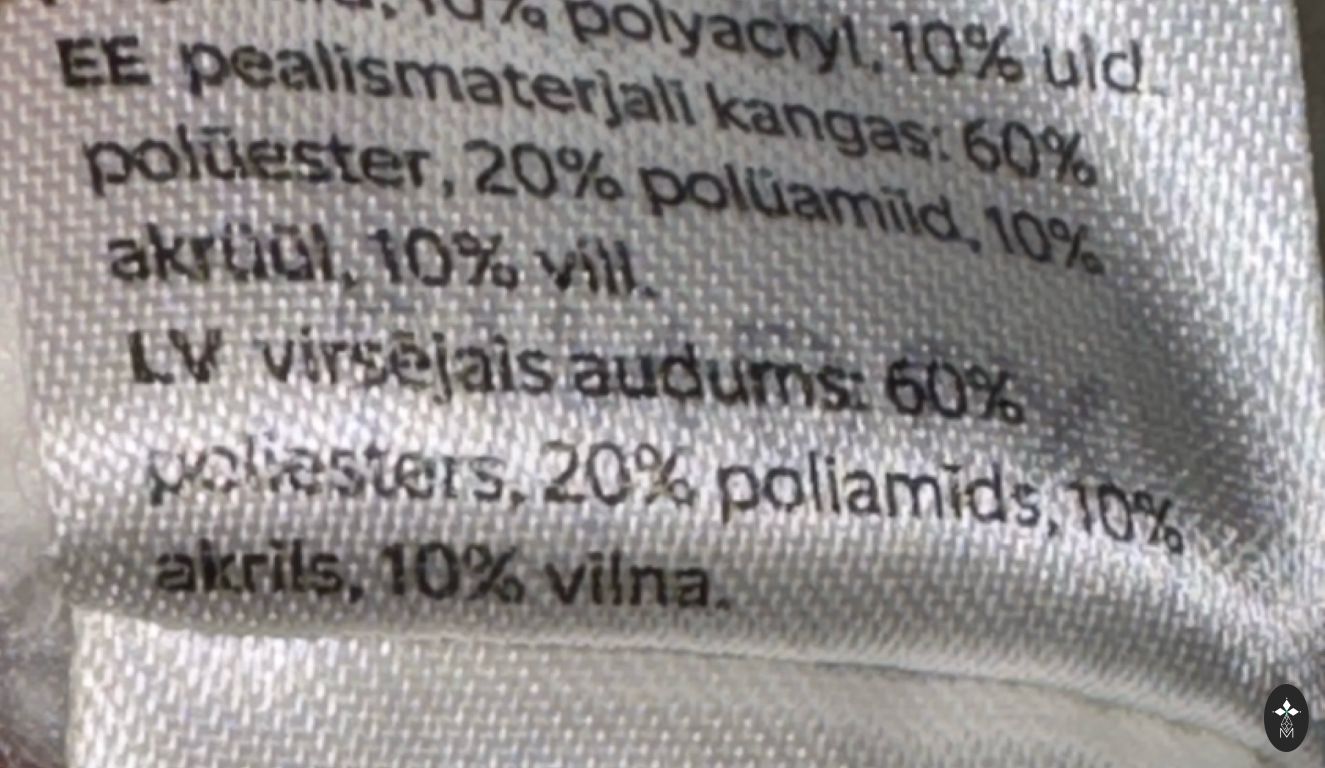 10% polyacryl, 10% uld.
EE pealismaterjali kangas: 60%
polüester, 20% polüamiid, 10%
akrüül, 10% vill.
LV virsējais audums: 60%
poliesters, 20% poliamīds, 10%
akrils, 10% vilna.
M